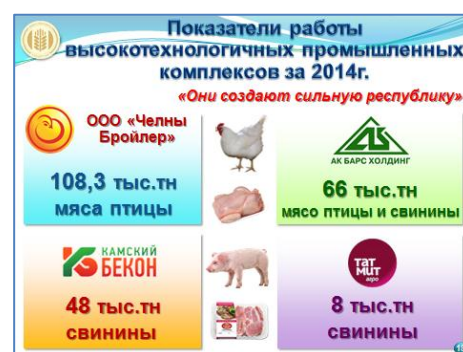 Показатели работы
высокотехнологичных промышленных
комплексов за 2014г.
«Они создают сильную республику»
ООО «Челны
Бройлер»
108,3 тыс.тн
мяса птицы
АК БАРС ХОЛДИНГ
66 тыс.тн
мясо птицы и свинины
КАМСКИЙ
БЕКОН
48 тыс.тн
свинины
ТАТ
МИТ
агро
8 тыс.тн
свинины